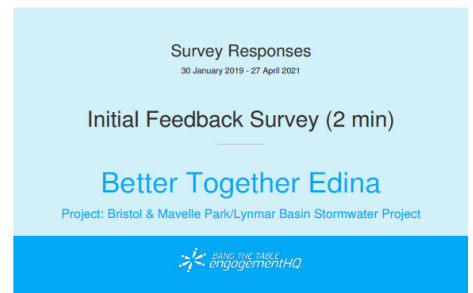 Survey Responses
30 January 2019 - 27 April 2021
Initial Feedback Survey (2 min)
Better Together Edina
Project: Bristol & Mavelle Park/Lynmar Basin Stormwater Project
BANG THE TABLE
engagementHQ.